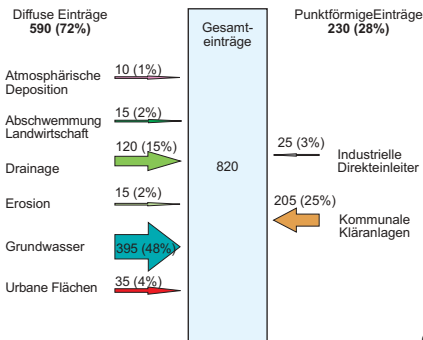 Diffuse Einträge
590 (72%)
Gesamt-
einträge
PunktförmigeEinträge
230 (28%)
10 (1%)
Atmosphärische
Deposition
15 (2%)
Abschwemmung
Landwirtschaft
120 (15%)
Drainage
15 (2%)
Erosion
395 (48%)
Grundwasser
35 (4%)
Urbane Flächen
820
25 (3%)
Industrielle
Direkteinleiter
205 (25%)
Kommunale
Kläranlagen